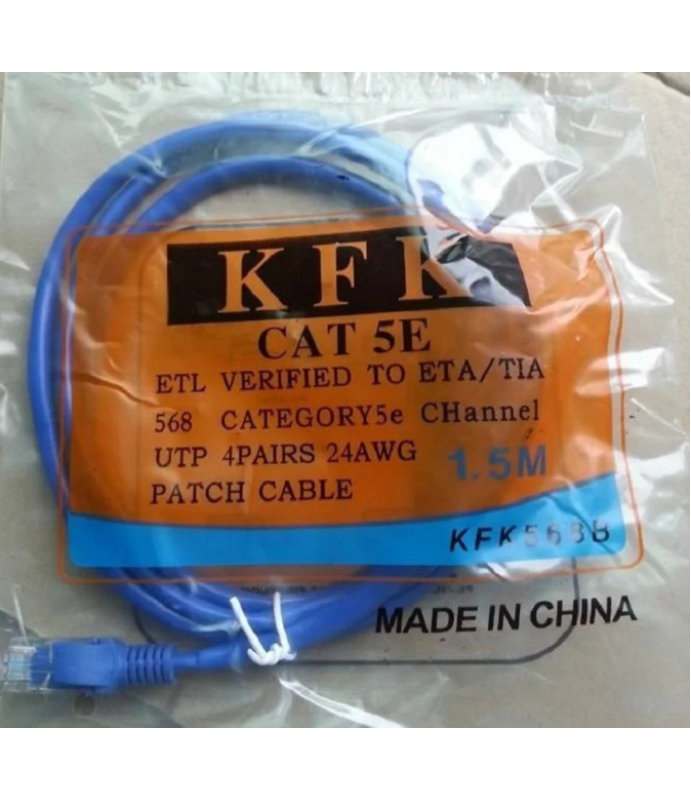 KFK
CAT 5E
ETL VERIFIED TO ETA/TIA
568 CATEGORY5e CHannel
UTP 4PAIRS 24AWG
PATCH CABLE
1.5M
KFK568B
MADE IN CHINA